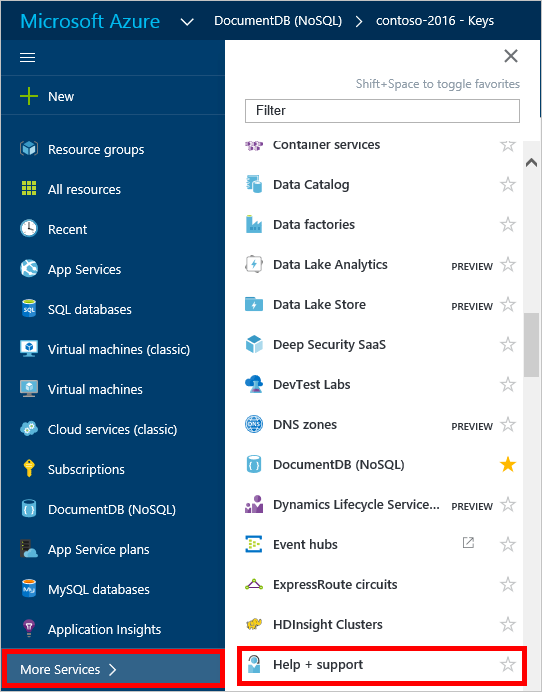 Microsoft Azure DocumentDB (NoSQL) contoso-2016 - Keys
New
Resource groups
All resources
Recent
App Services
SQL databases
Virtual machines (classic)
Virtual machines
Cloud services (classic)
Subscriptions
DocumentDB (NoSQL)
App Service plans
MySQL databases
Application Insights
More Services
Shift+Space to toggle favorites
Filter
Container services
Data Catalog
Data factories
Data Lake Analytics PREVIEW
Data Lake Store PREVIEW
Deep Security SaaS
DevTest Labs
DNS zones PREVIEW
DocumentDB (NoSQL)
Dynamics Lifecycle Service... PREVIEW
Event hubs
ExpressRoute circuits
HDInsight Clusters
Help + support